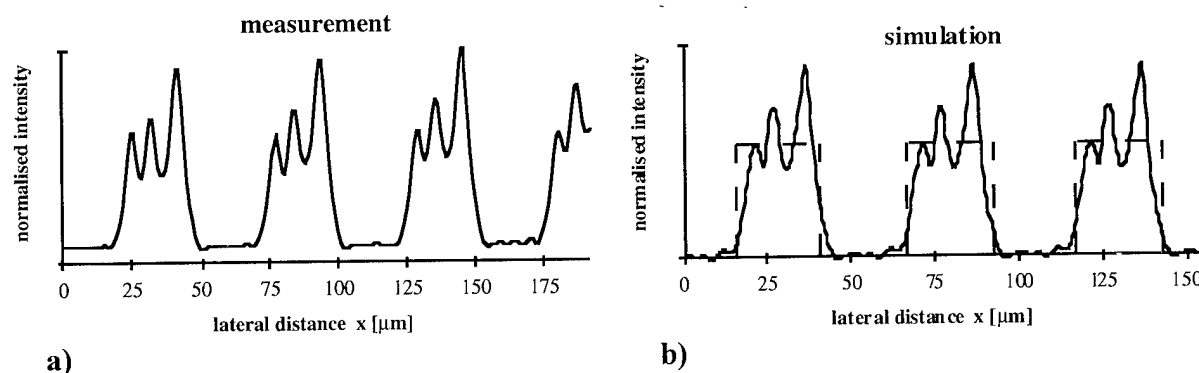 measurement
normalised intensity
0 25 50 75 100 125 150 175
lateral distance x [μm]
a)
simulation
normalised intensity
0 25 50 75 100 125 150
lateral distance x [μm]
b)